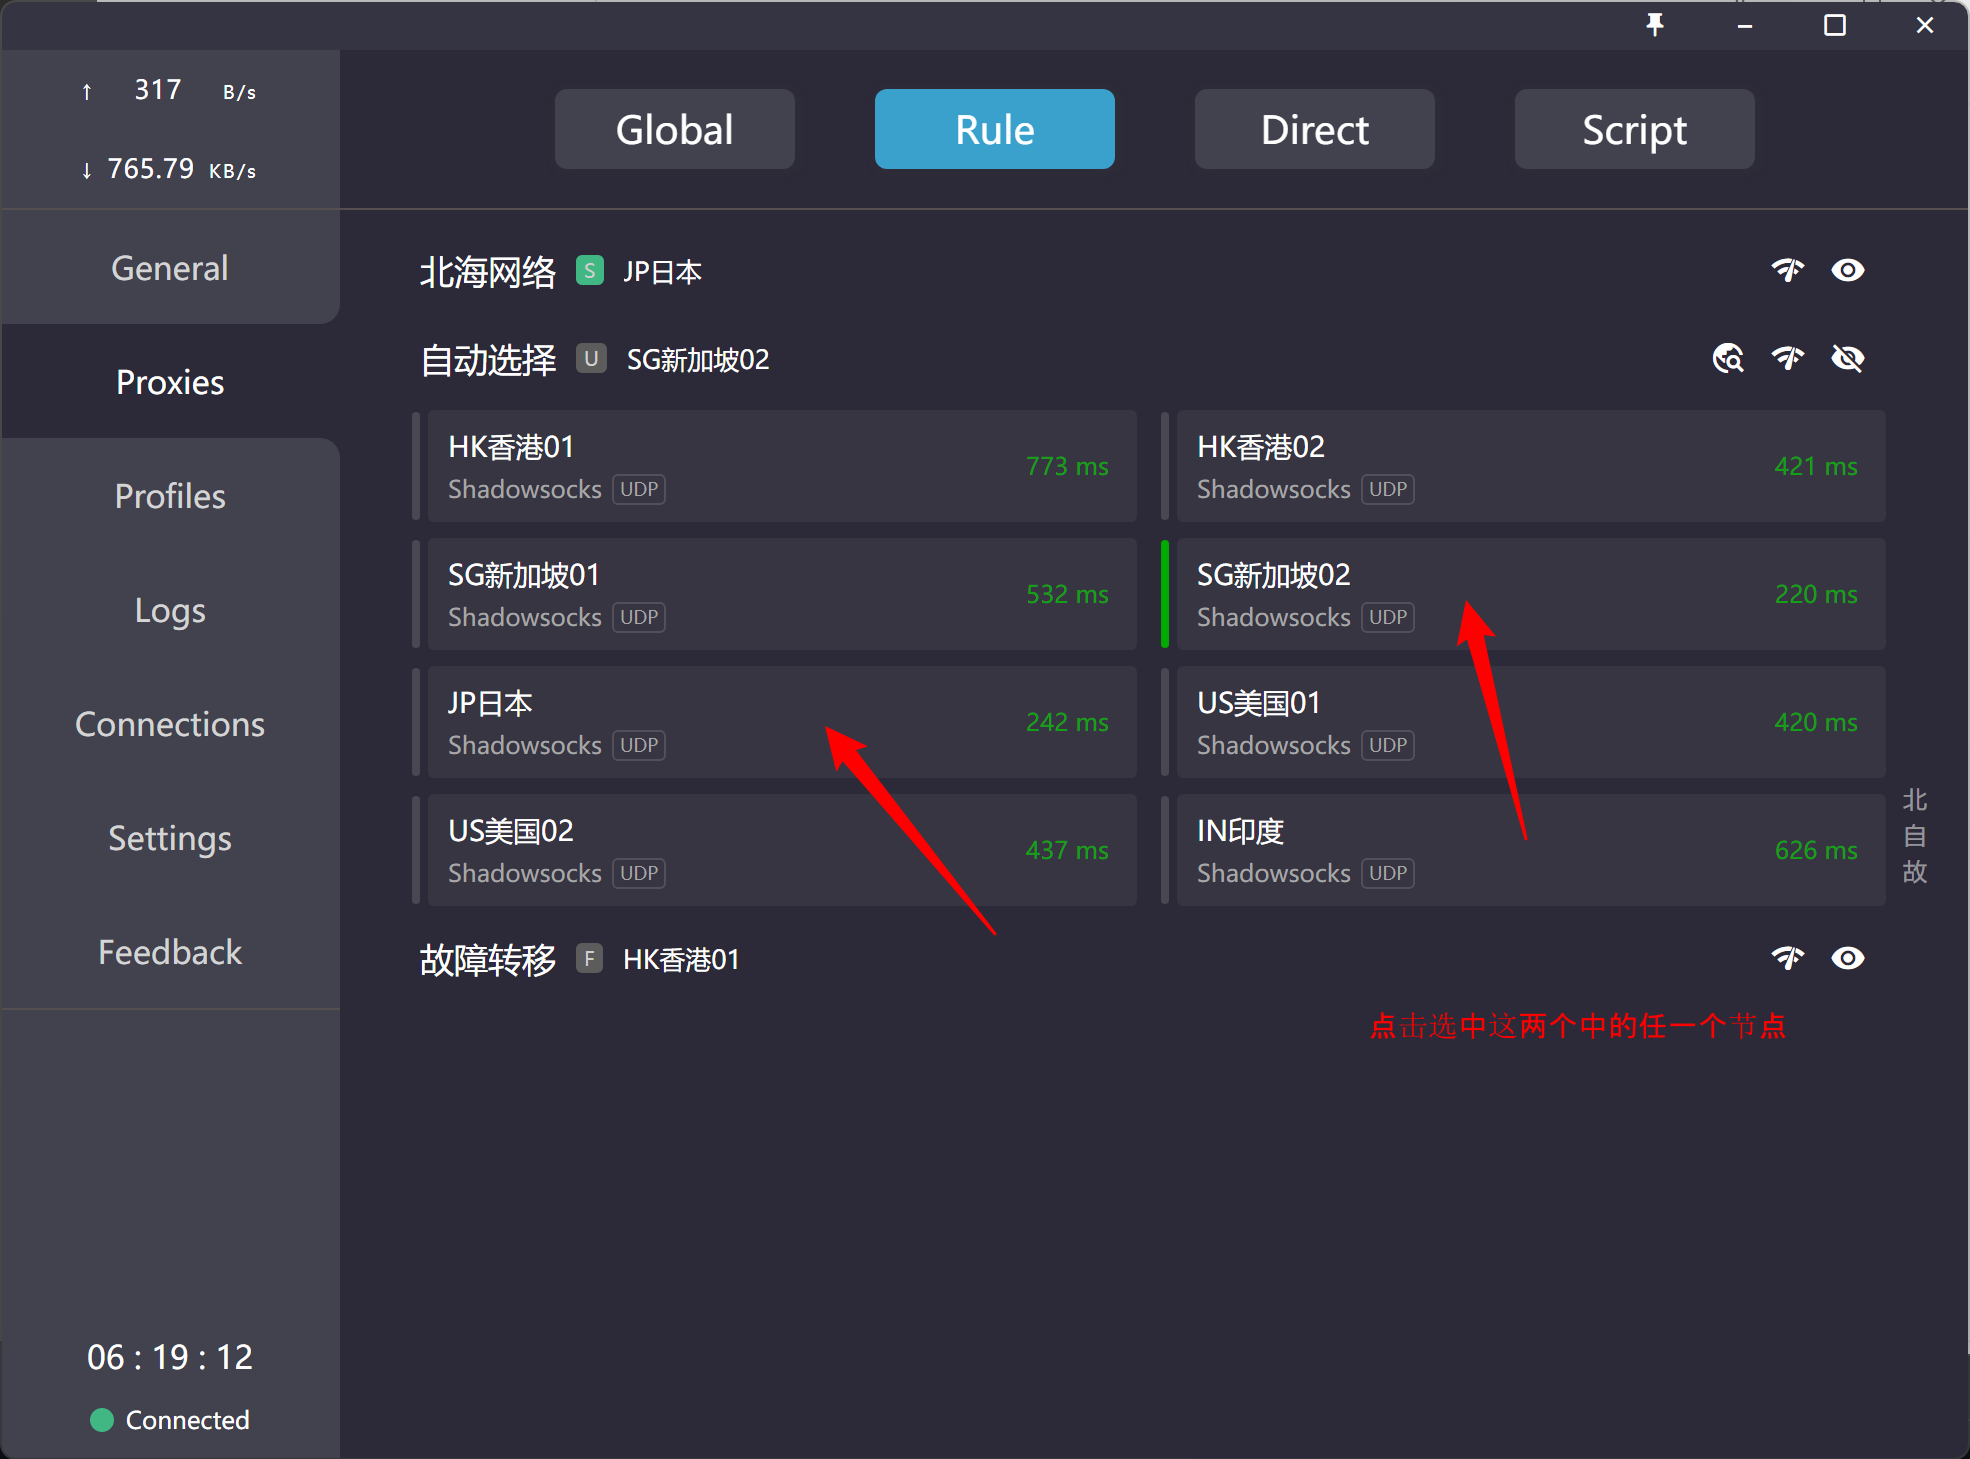 ↑ 317 B/s
↓ 765.79 KB/s
Global
Rule
Direct
Script
General
Proxies
Profiles
Logs
Connections
Settings
Feedback
06 : 19 : 12
Connected
北海网络 S JP日本
自动选择 U SG新加坡02
HK香港01
Shadowsocks UDP
773 ms
HK香港02
Shadowsocks UDP
421 ms
SG新加坡01
Shadowsocks UDP
532 ms
SG新加坡02
Shadowsocks UDP
220 ms
JP日本
Shadowsocks UDP
242 ms
US美国01
Shadowsocks UDP
420 ms
US美国02
Shadowsocks UDP
437 ms
IN印度
Shadowsocks UDP
626 ms
北
自
故
故障转移 F HK香港01
点击选中这两个中的任一个节点